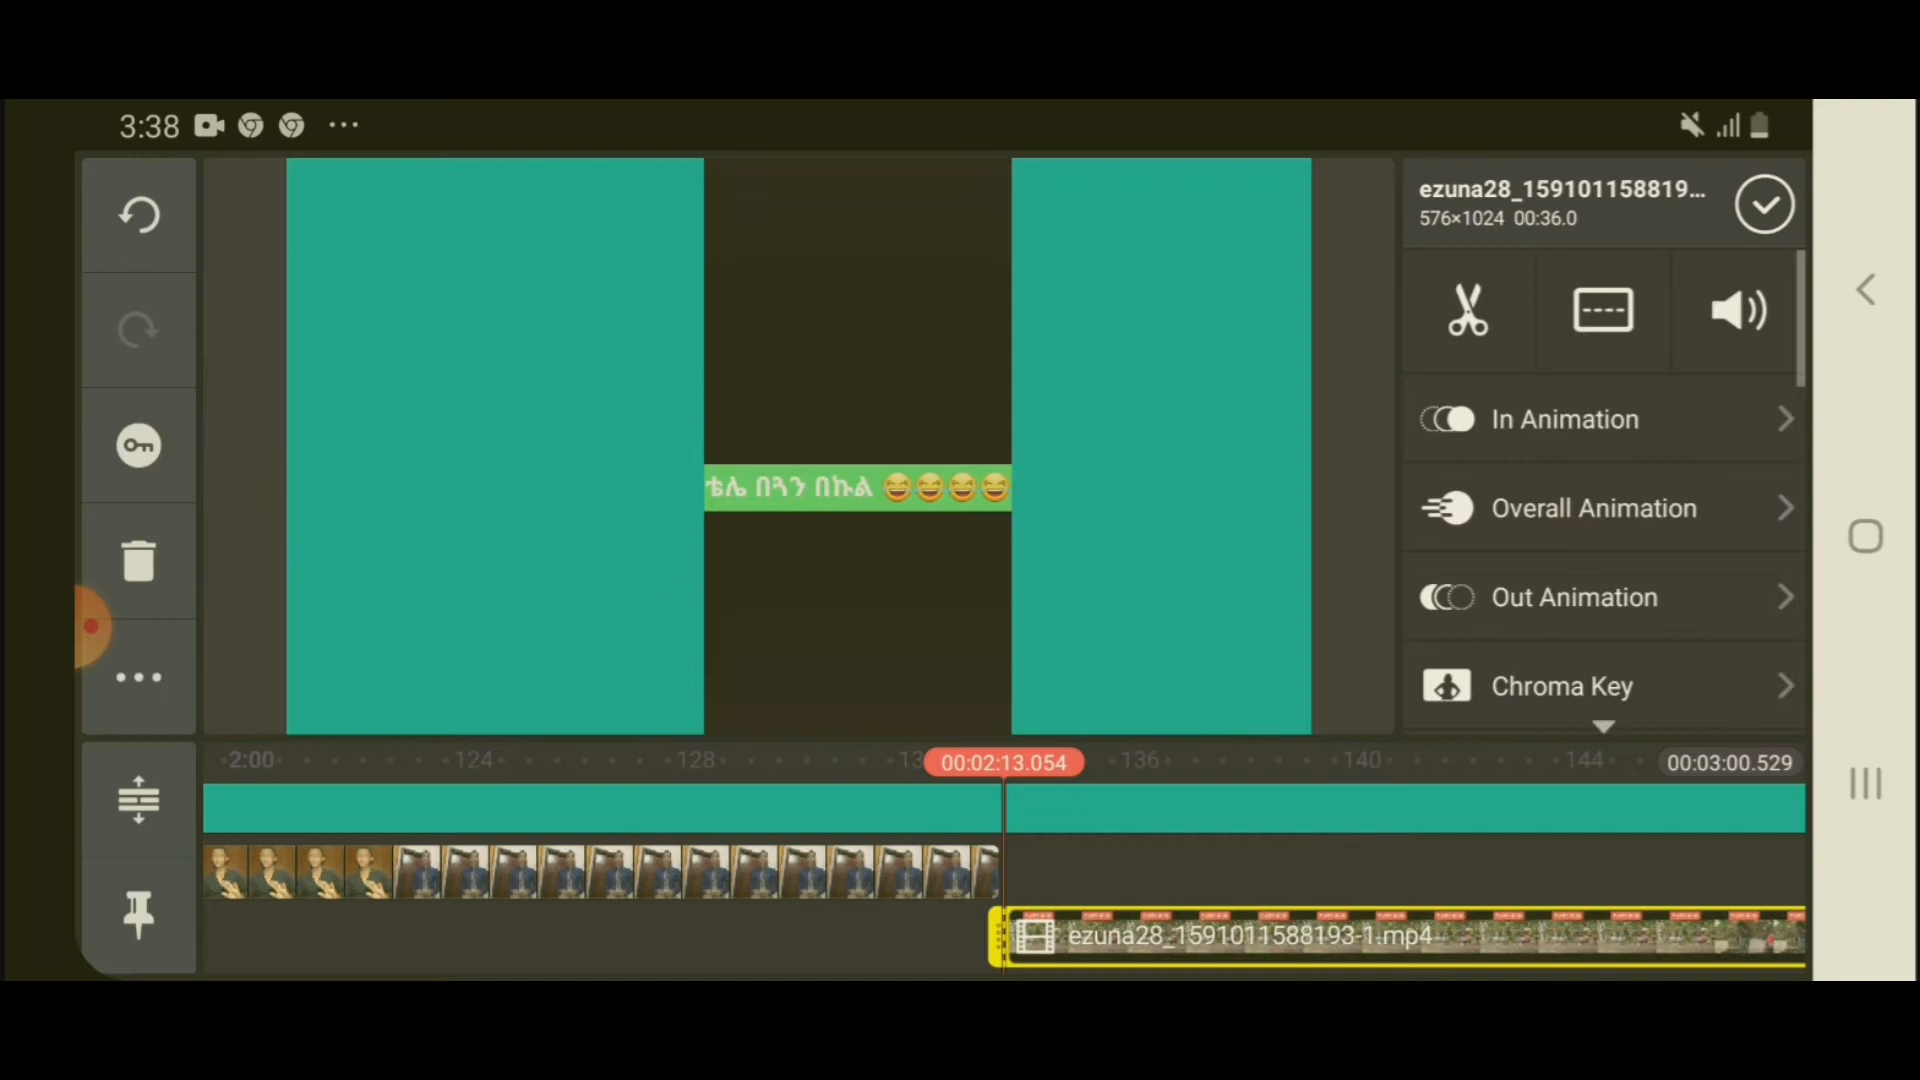 3:38
ezuna28_159101158819...
576×1024 00:36.0
In Animation
ቴሌ በጓን በኩል 😂😂😂😂
Overall Animation
Out Animation
Chroma Key
2:00 124 128 13 00:02:13.054 136 140 144 00:03:00.529
ezuna28_1591011588193-1.mp4